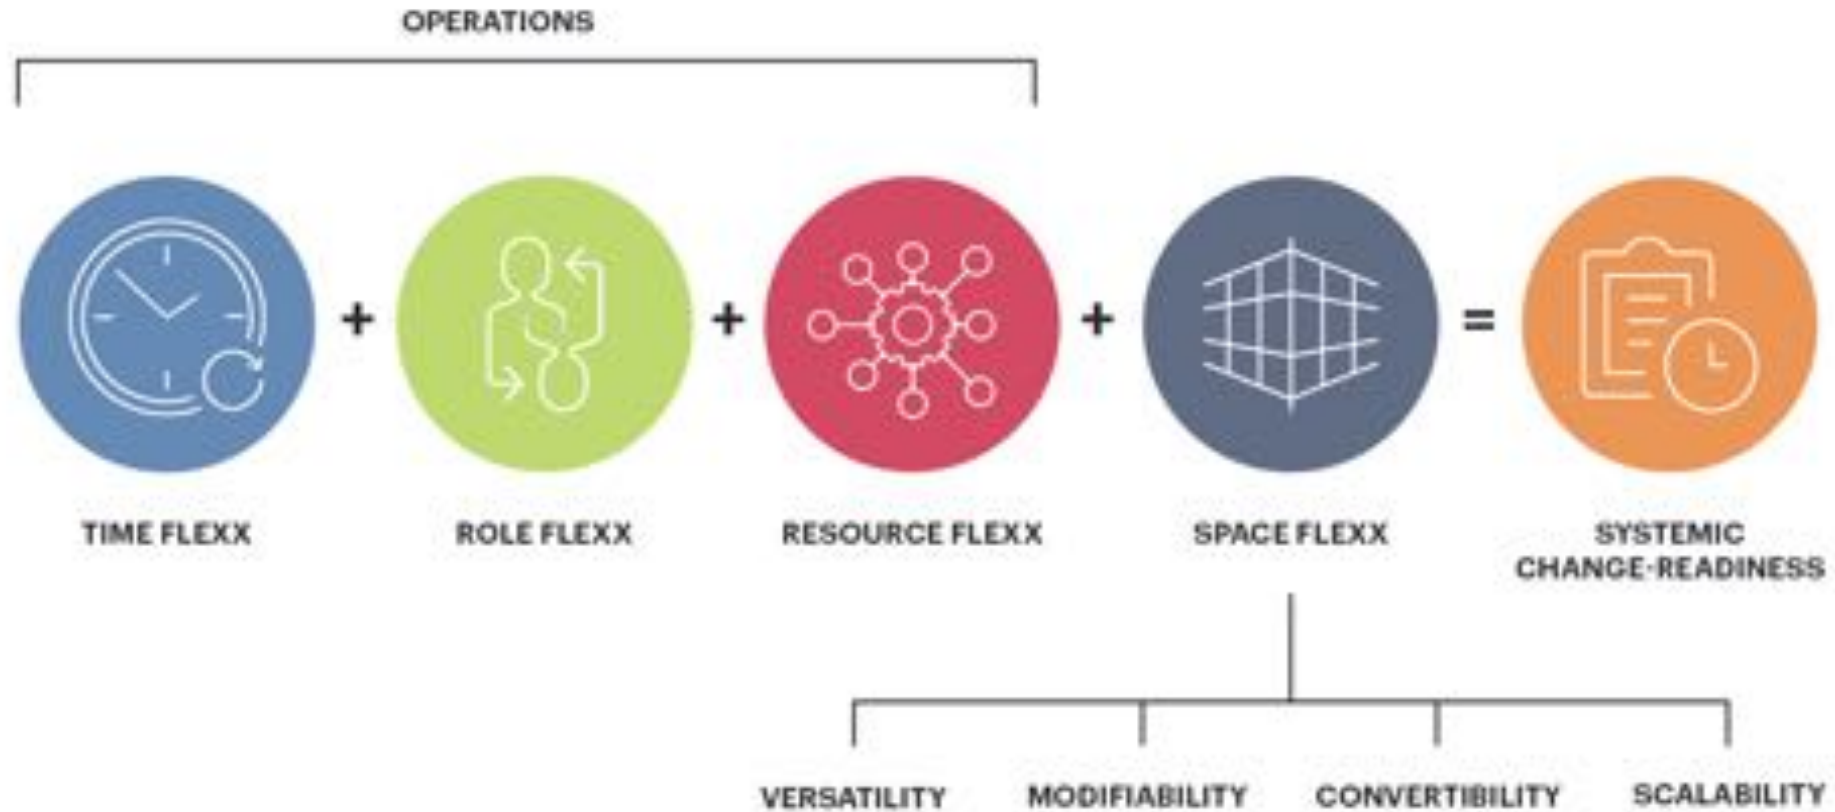 OPERATIONS
+ + + =
TIME FLEXX
ROLE FLEXX
RESOURCE FLEXX
SPACE FLEXX
SYSTEMIC
CHANGE-READINESS
VERSATILITY
MODIFIABILITY
CONVERTIBILITY
SCALABILITY